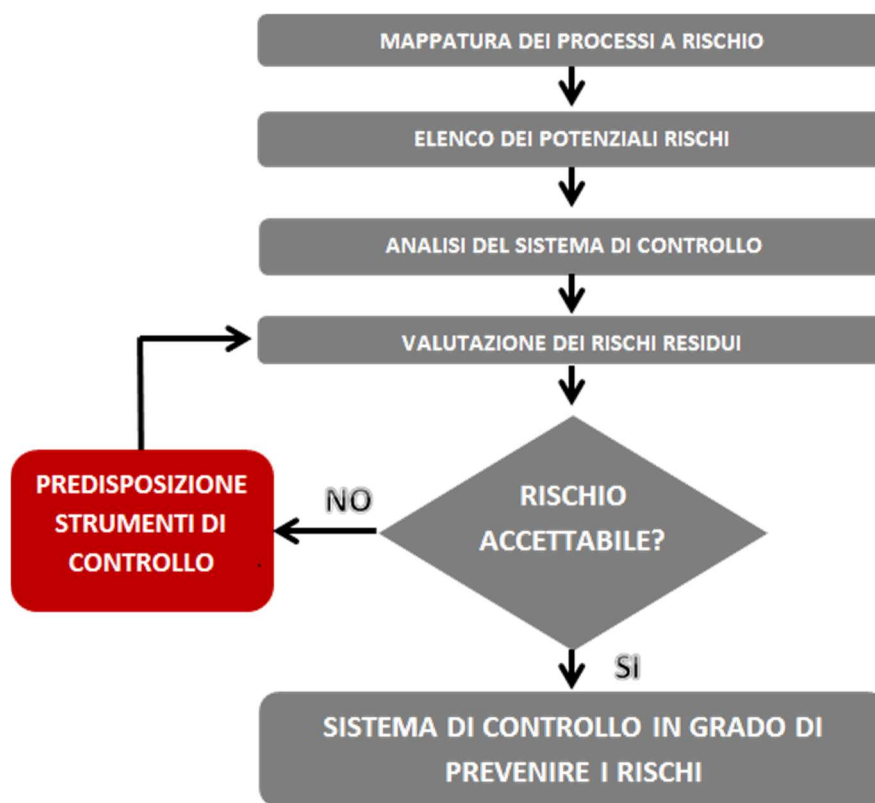 MAPPATURA DEI PROCESSI A RISCHIO
ELENCO DEI POTENZIALI RISCHI
ANALISI DEL SISTEMA DI CONTROLLO
VALUTAZIONE DEI RISCHI RESIDUI
PREDISPOSIZIONE
STRUMENTI DI
CONTROLLO
NO
RISCHIO
ACCETTABILE?
SI
SISTEMA DI CONTROLLO IN GRADO DI
PREVENIRE I RISCHI